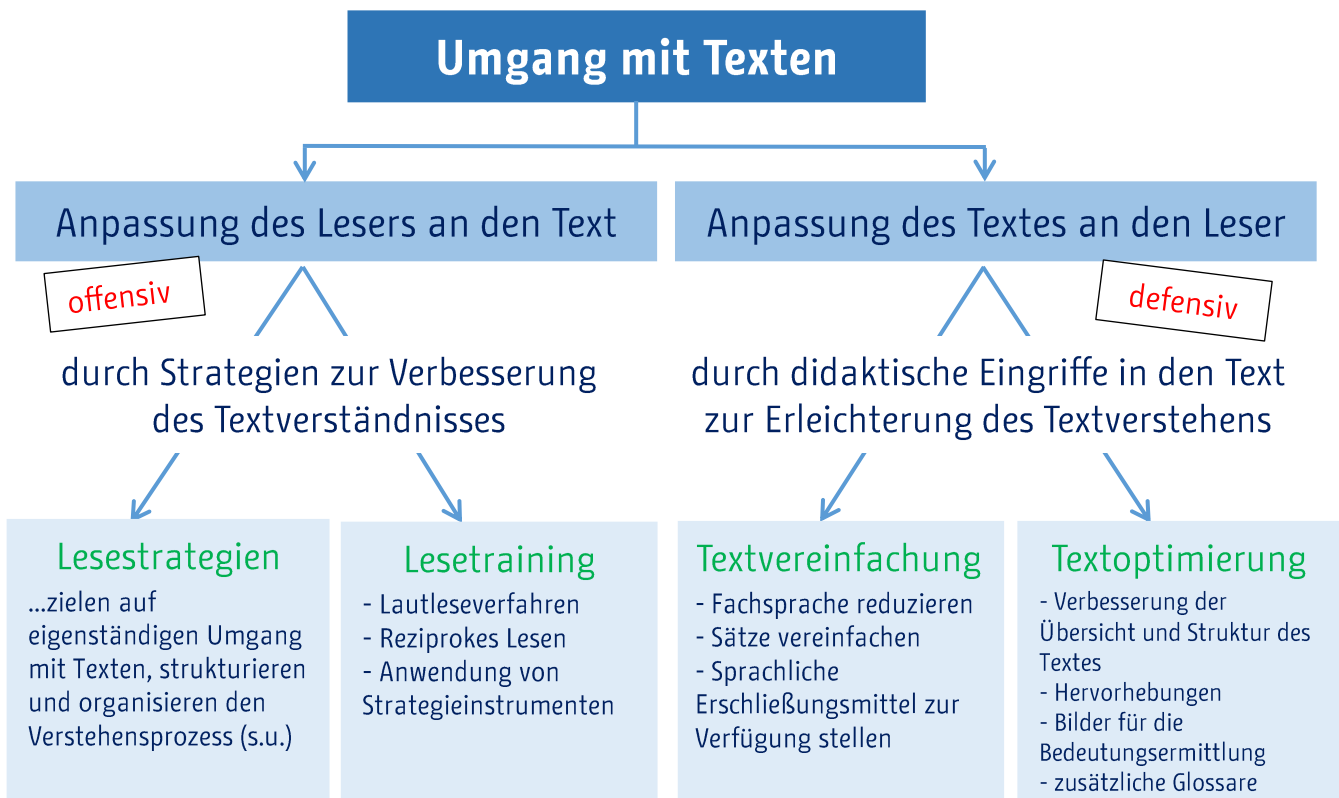 Umgang mit Texten
Anpassung des Lesers an den Text
offensiv
durch Strategien zur Verbesserung
des Textverständnisses
Lesestrategien
...zielen auf
eigenständigen Umgang
mit Texten, strukturieren
und organisieren den
Verstehensprozess (s.u.)
Lesetraining
- Lautleseverfahren
- Reziprokes Lesen
- Anwendung von
Strategieinstrumenten
Anpassung des Textes an den Leser
defensiv
durch didaktische Eingriffe in den Text
zur Erleichterung des Textverstehens
Textvereinfachung
- Fachsprache reduzieren
- Sätze vereinfachen
- Sprachliche
Erschließungsmittel zur
Verfügung stellen
Textoptimierung
- Verbesserung der
Übersicht und Struktur des
Textes
- Hervorhebungen
- Bilder für die
Bedeutungsermittlung
- zusätzliche Glossare